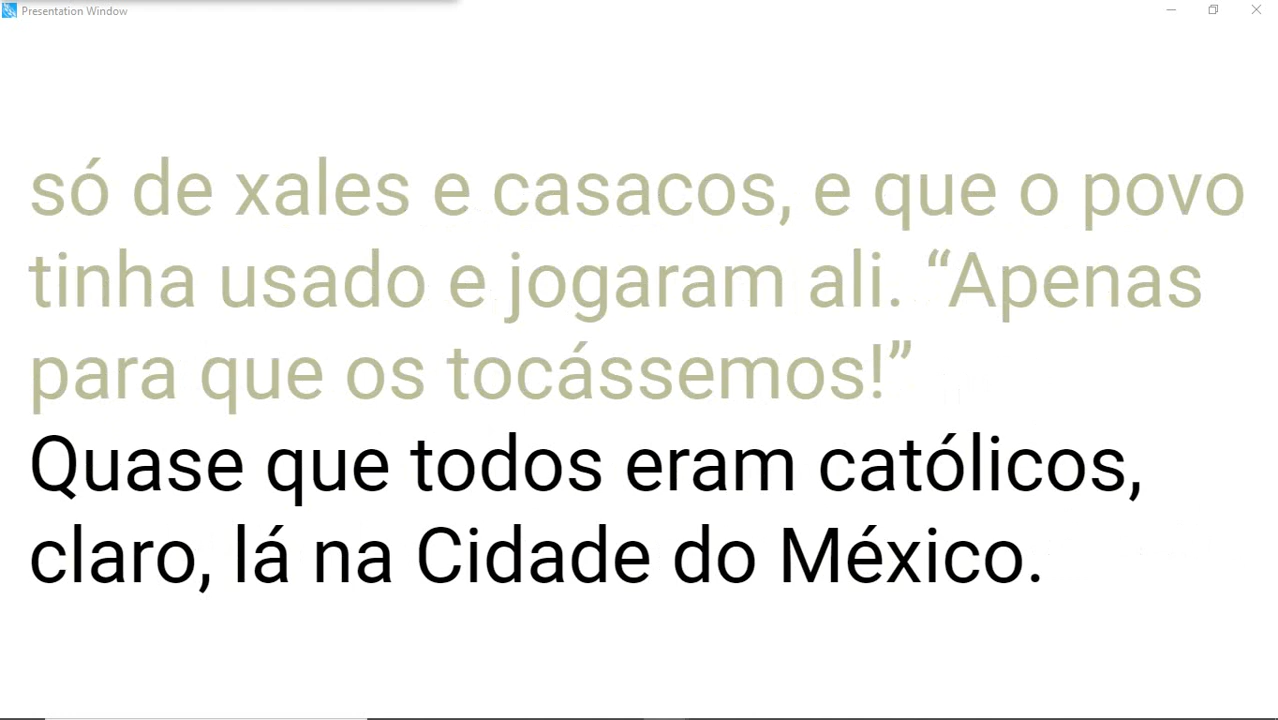 Presentation Window
só de xales e casacos, e que o povo
tinha usado e jogaram ali. “Apenas
para que os tocássemos!”
Quase que todos eram católicos,
claro, lá na Cidade do México.